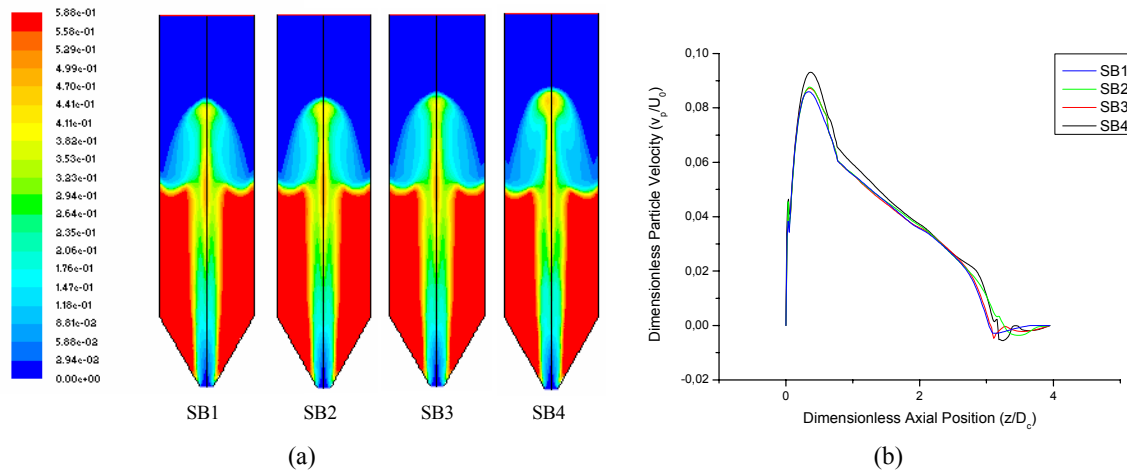 5.88e-01
5.58e-01
5.29e-01
4.99e-01
4.70e-01
4.41e-01
4.11e-01
3.82e-01
3.53e-01
3.23e-01
2.94e-01
2.64e-01
2.35e-01
2.06e-01
1.76e-01
1.47e-01
1.18e-01
8.81e-02
5.88e-02
2.94e-02
0.00e+00
SB1
SB2
SB3
SB4
(a)
0,10
0,08
0,06
0,04
0,02
0,00
-0,02
Dimensionless Particle Velocity (vp/U0)
SB1
SB2
SB3
SB4
0
2
4
Dimensionless Axial Position (z/Dc)
(b)